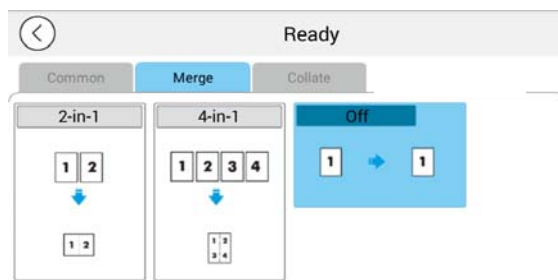 Ready
Common Merge Collate
2-in-1 4-in-1 Off
1 2 1 2 3 4 1 1
1 2 1 2
3 4